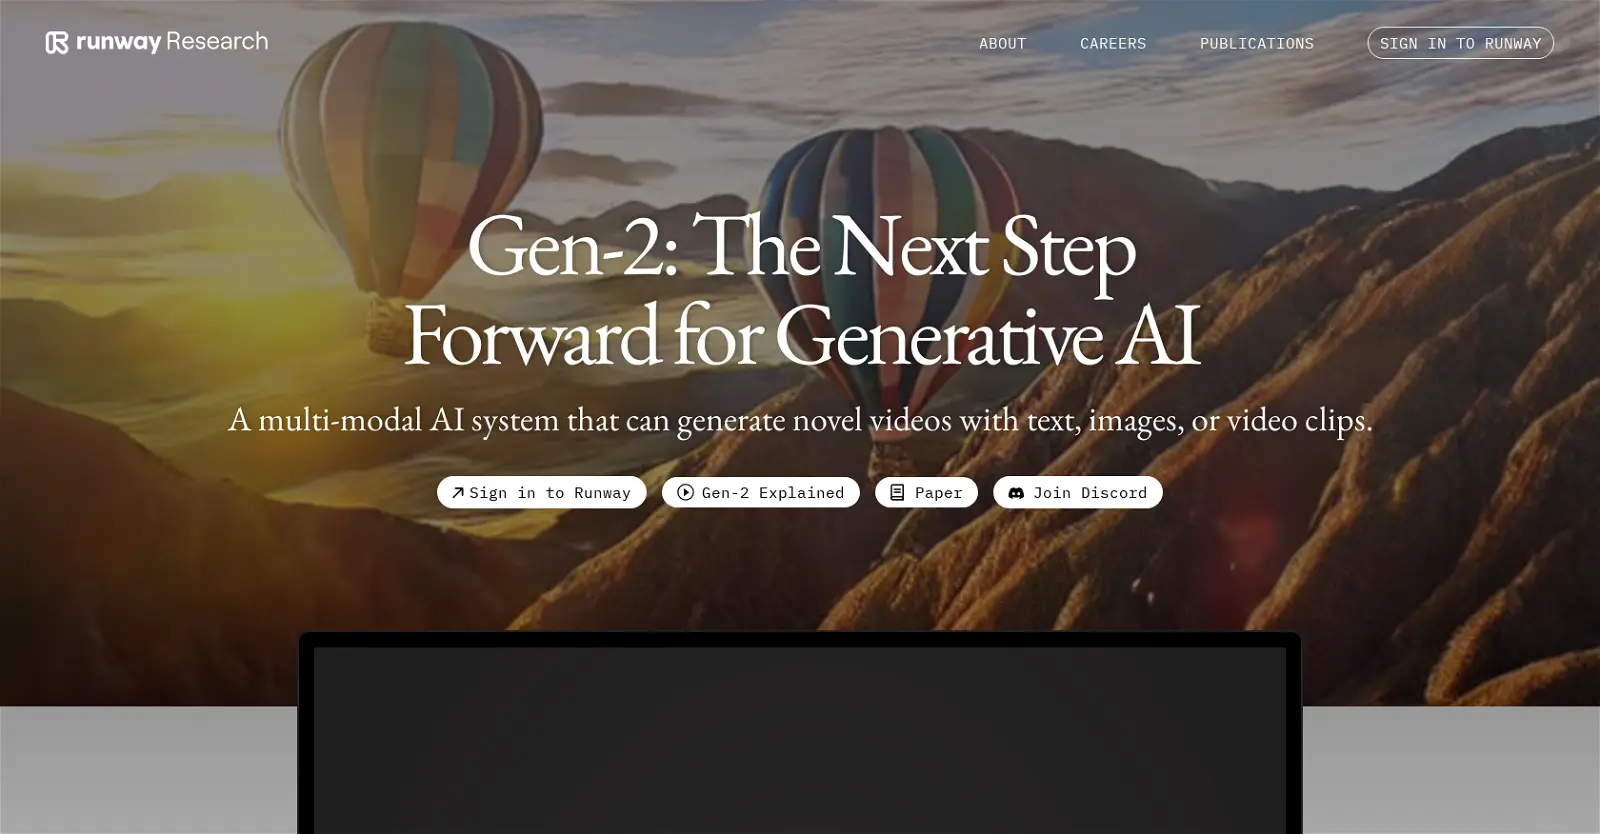 runway Research
ABOUT
CAREERS
PUBLICATIONS
SIGN IN TO RUNWAY
Gen-2: The Next Step
Forward for Generative AI
A multi-modal AI system that can generate novel videos with text, images, or video clips.
Sign in to Runway
Gen-2 Explained
Paper
Join Discord